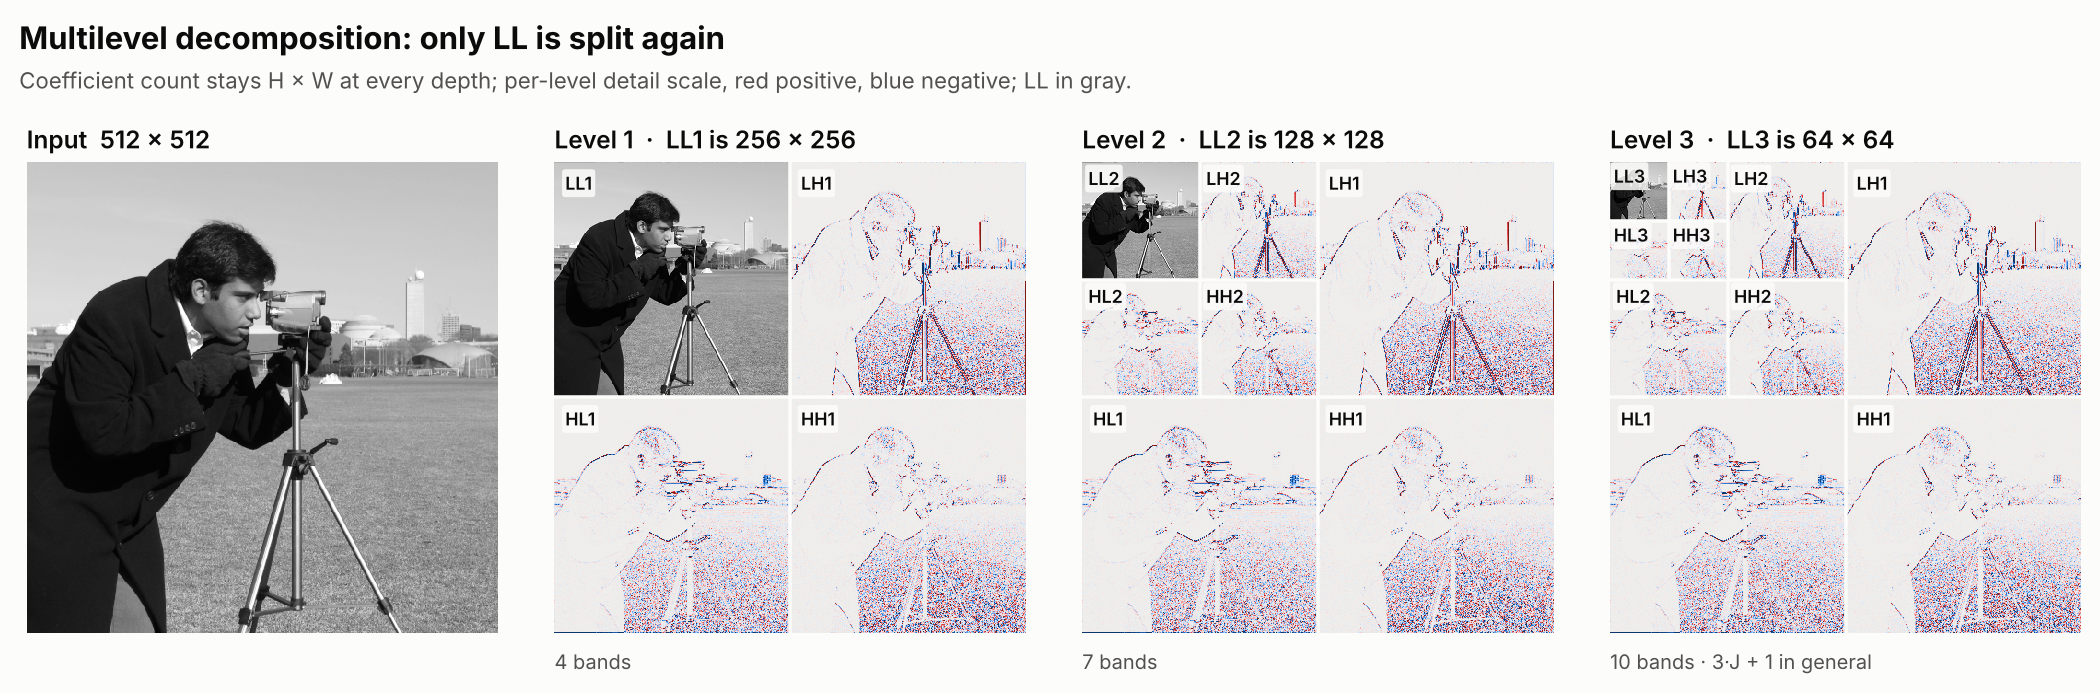 Multilevel decomposition: only LL is split again
Coefficient count stays H × W at every depth; per-level detail scale, red positive, blue negative; LL in gray.
Input 512 × 512
Level 1 · LL1 is 256 × 256
Level 2 · LL2 is 128 × 128
Level 3 · LL3 is 64 × 64
LL1
LH1
HL1
HH1
4 bands
LL2
LH2
LH1
HL2
HH2
HL1
HH1
7 bands
LL3
LH3
LH2
LH1
HL3
HH3
HL2
HH2
HL1
HH1
10 bands · 3·J + 1 in general